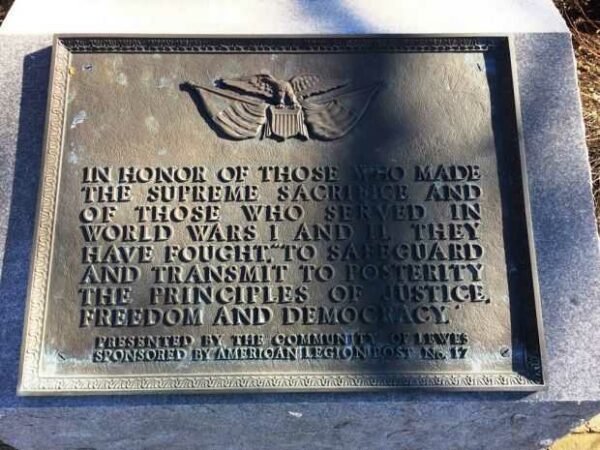 IN HONOR OF THOSE WHO MADE
THE SUPREME SACRIFICE AND
OF THOSE WHO SERVED IN
WORLD WARS I AND II. THEY
HAVE FOUGHT, "TO SAFEGUARD
AND TRANSMIT TO POSTERITY
THE PRINCIPLES OF JUSTICE,
FREEDOM AND DEMOCRACY."
PRESENTED BY THE COMMUNITY OF LEWES
SPONSORED BY AMERICAN LEGION POST No. 17